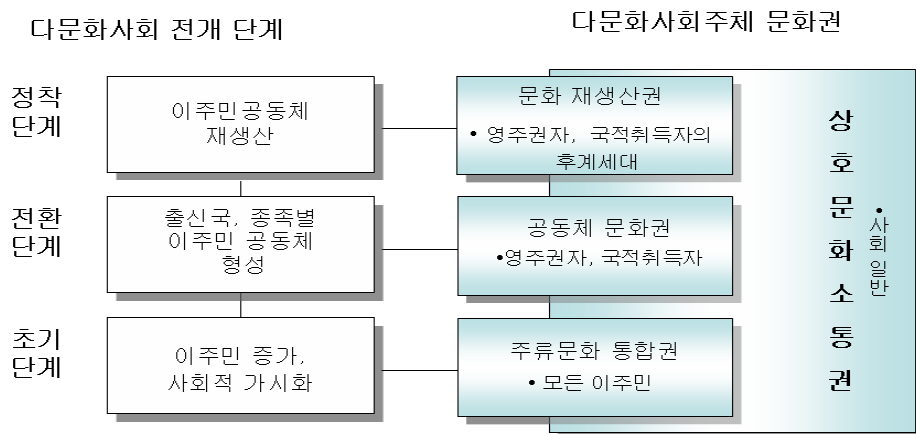 다문화사회 전개 단계
다문화사회주체 문화권
정착
단계
이주민공동체
재생산
문화 재생산권
• 영주권자, 국적취득자의
후계세대
전환
단계
출신국, 종족별
이주민 공동체
형성
공동체 문화권
•영주권자, 국적취득자
초기
단계
이주민 증가,
사회적 가시화
주류문화 통합권
• 모든 이주민
상호문화소통권
•사회 일반